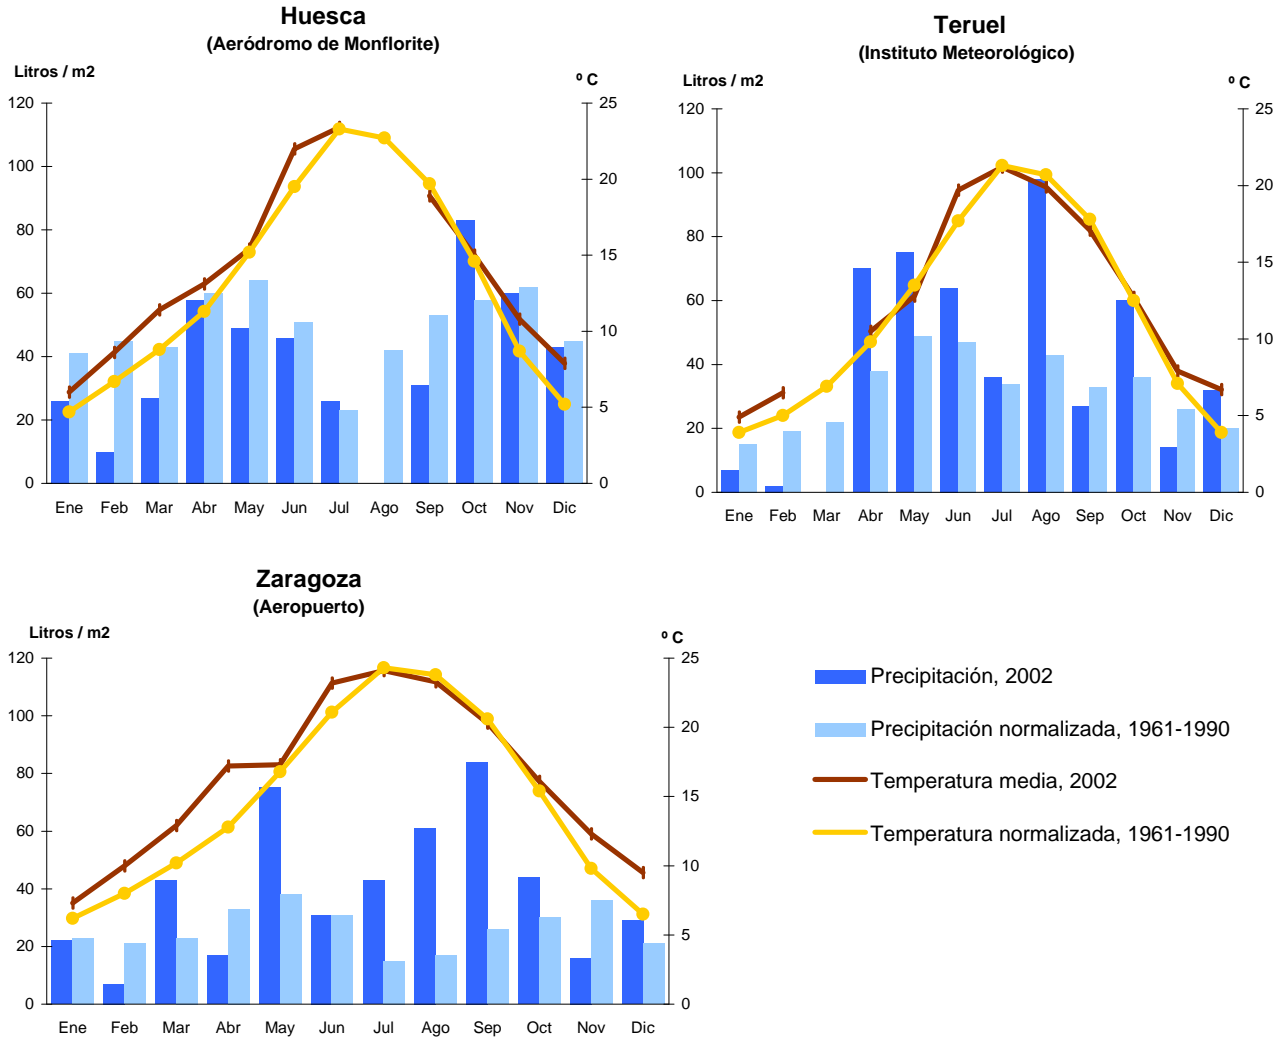 Huesca
(Aeródromo de Monflorite)
Litros / m2
º C
120
100
80
60
40
20
0
25
20
15
10
5
0
Ene Feb Mar Abr May Jun Jul Ago Sep Oct Nov Dic
Teruel
(Instituto Meteorológico)
Litros / m2
º C
120
100
80
60
40
20
0
25
20
15
10
5
0
Ene Feb Mar Abr May Jun Jul Ago Sep Oct Nov Dic
Zaragoza
(Aeropuerto)
Litros / m2
º C
120
100
80
60
40
20
0
25
20
15
10
5
0
Ene Feb Mar Abr May Jun Jul Ago Sep Oct Nov Dic
Precipitación, 2002
Precipitación normalizada, 1961-1990
Temperatura media, 2002
Temperatura normalizada, 1961-1990